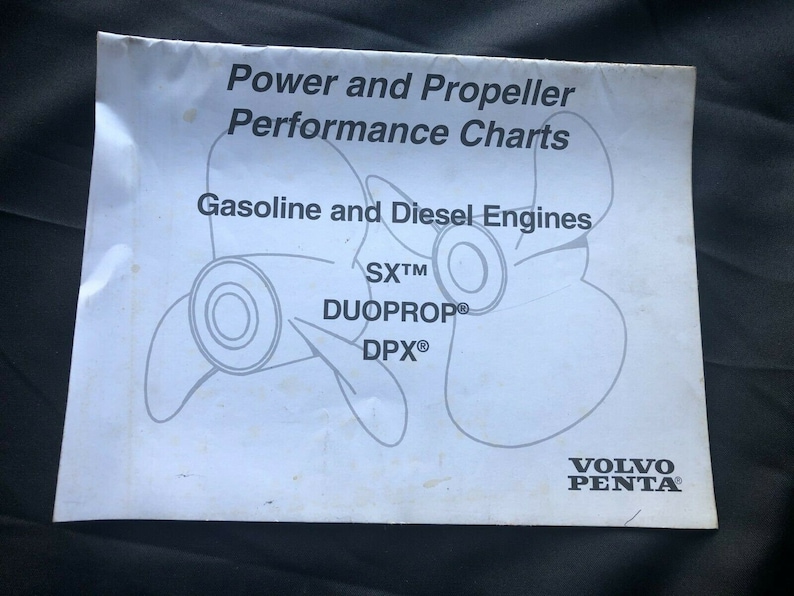 Power and Propeller
Performance Charts
Gasoline and Diesel Engines
SX™
DUOPROP®
DPX®
VOLVO
PENTA®